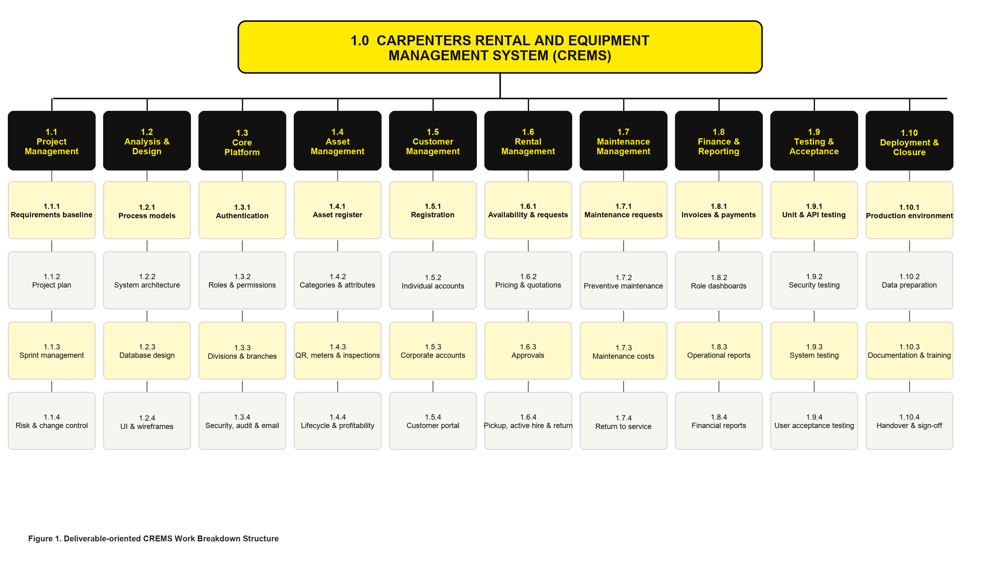 1.0 CARPENTERS RENTAL AND EQUIPMENT
MANAGEMENT SYSTEM (CREMS)
1.1
Project
Management
1.2
Analysis &
Design
1.3
Core
Platform
1.4
Asset
Management
1.5
Customer
Management
1.6
Rental
Management
1.7
Maintenance
Management
1.8
Finance &
Reporting
1.9
Testing &
Acceptance
1.10
Deployment &
Closure
1.1.1
Requirements baseline
1.2.1
Process models
1.3.1
Authentication
1.4.1
Asset register
1.5.1
Registration
1.6.1
Availability & requests
1.7.1
Maintenance requests
1.8.1
Invoices & payments
1.9.1
Unit & API testing
1.10.1
Production environment
1.1.2
Project plan
1.2.2
System architecture
1.3.2
Roles & permissions
1.4.2
Categories & attributes
1.5.2
Individual accounts
1.6.2
Pricing & quotations
1.7.2
Preventive maintenance
1.8.2
Role dashboards
1.9.2
Security testing
1.10.2
Data preparation
1.1.3
Sprint management
1.2.3
Database design
1.3.3
Divisions & branches
1.4.3
QR, meters & inspections
1.5.3
Corporate accounts
1.6.3
Approvals
1.7.3
Maintenance costs
1.8.3
Operational reports
1.9.3
System testing
1.10.3
Documentation & training
1.1.4
Risk & change control
1.2.4
UI & wireframes
1.3.4
Security, audit & email
1.4.4
Lifecycle & profitability
1.5.4
Customer portal
1.6.4
Pickup, active hire & return
1.7.4
Return to service
1.8.4
Financial reports
1.9.4
User acceptance testing
1.10.4
Handover & sign-off
Figure 1. Deliverable-oriented CREMS Work Breakdown Structure